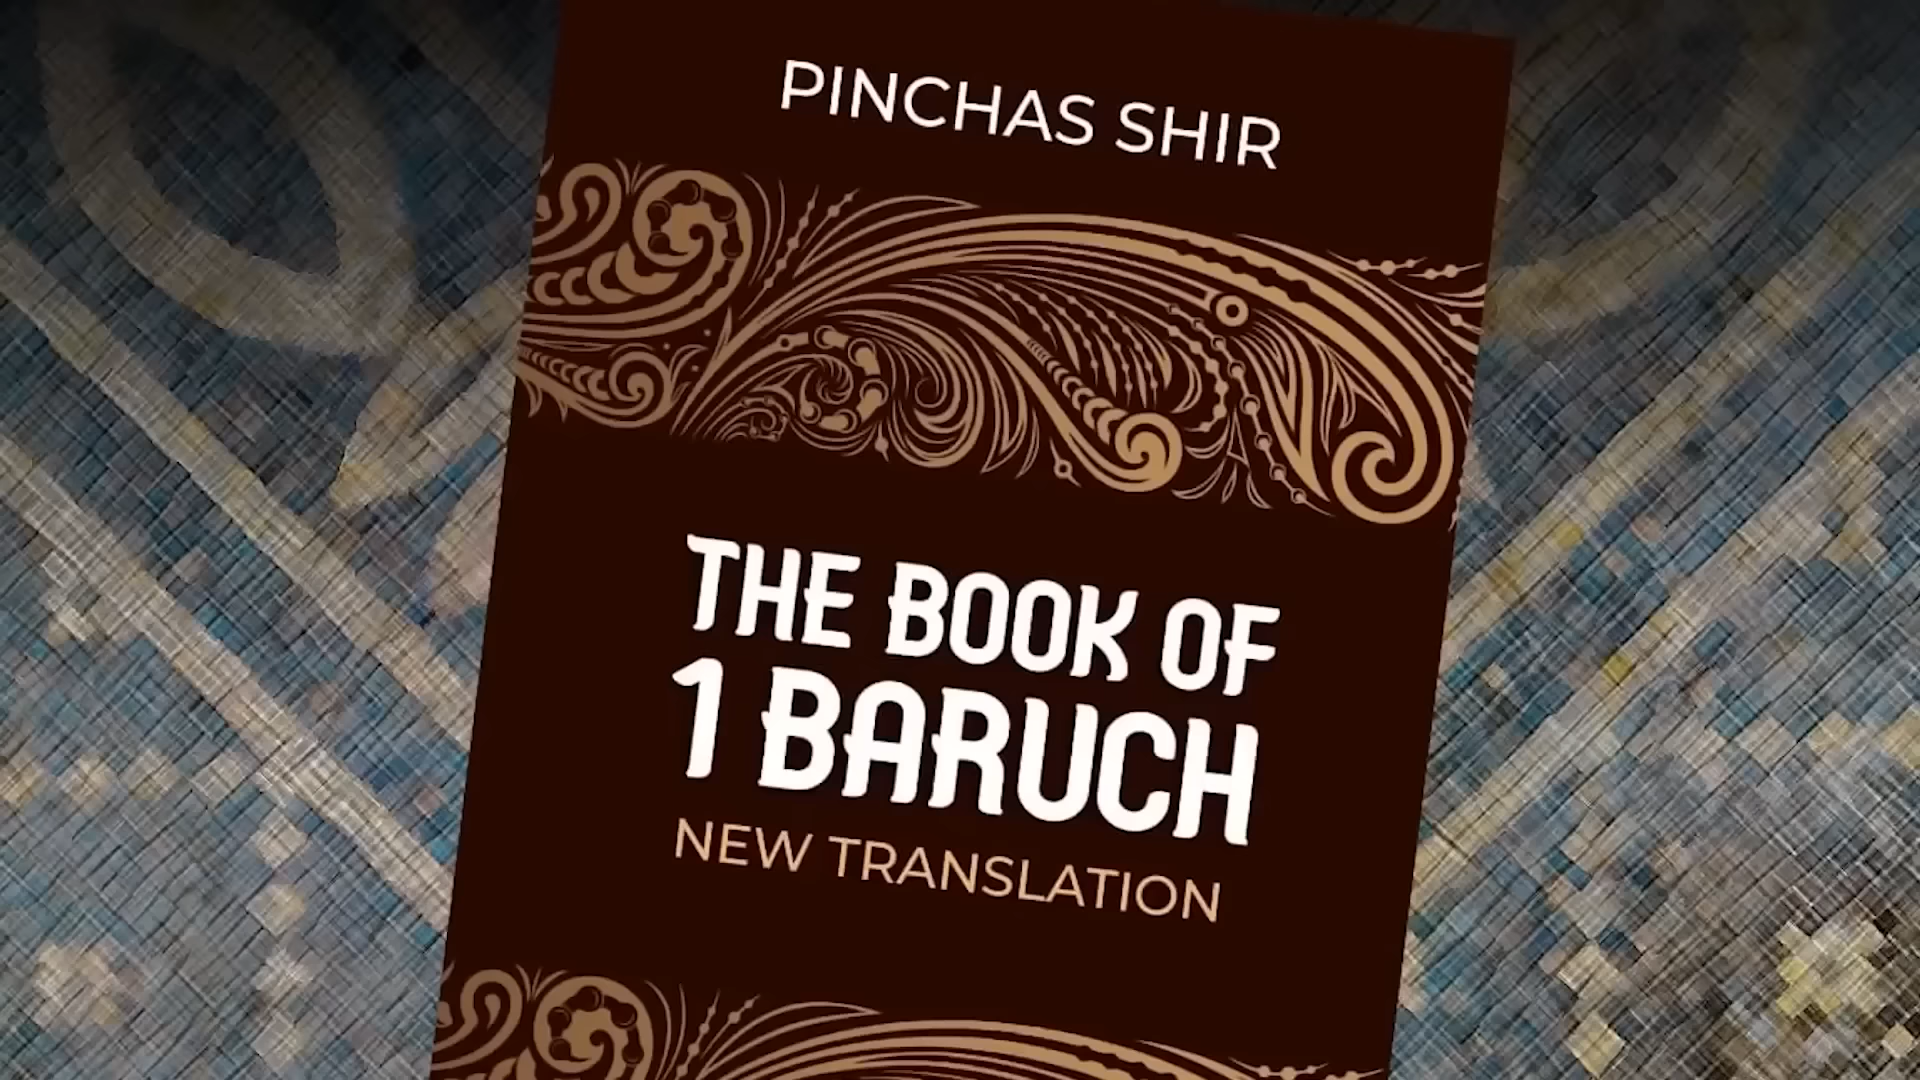 PINCHAS SHIR
THE BOOK OF
1 BARUCH
NEW TRANSLATION